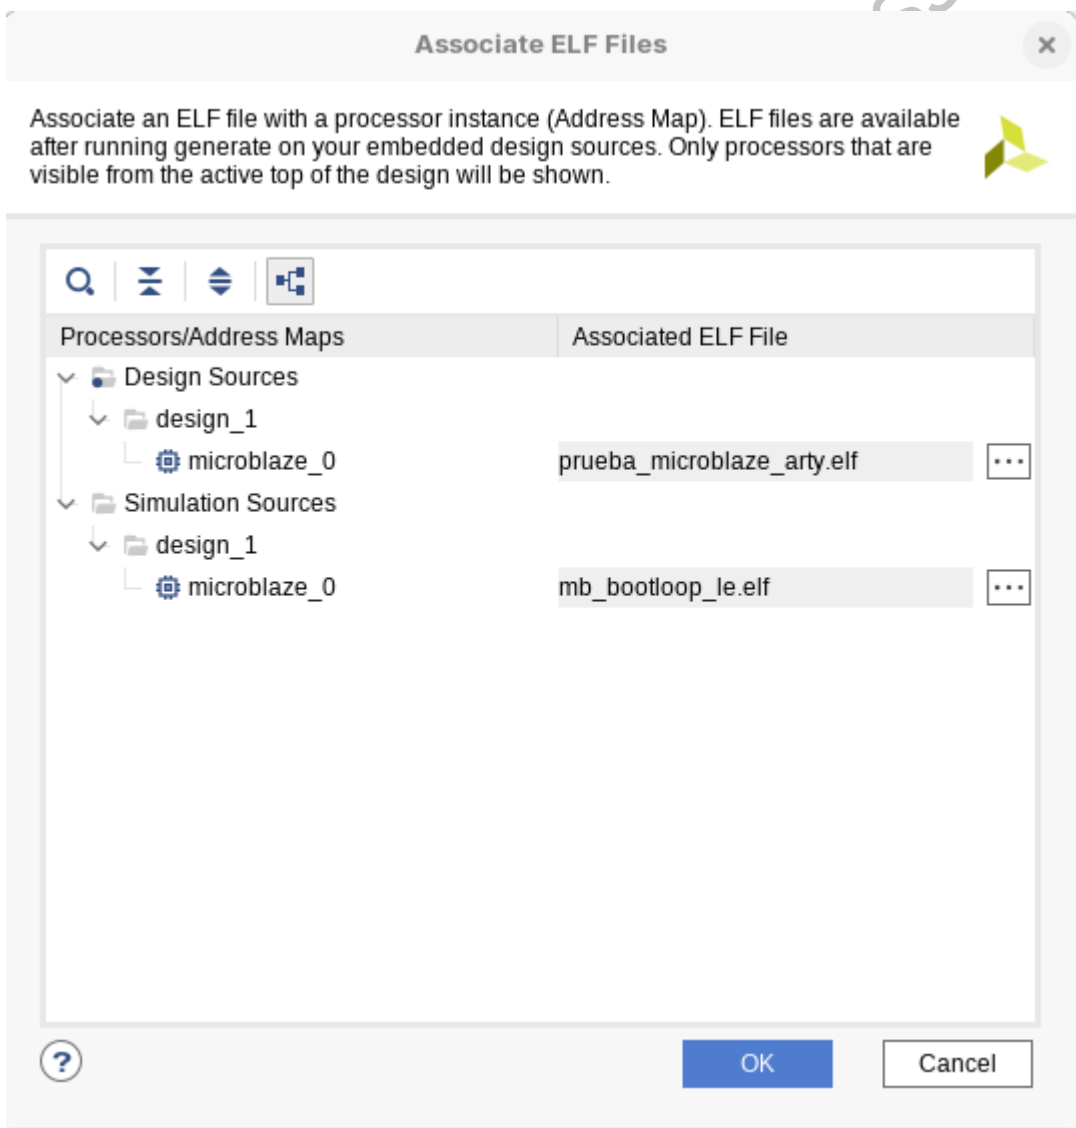 Associate ELF Files
Associate an ELF file with a processor instance (Address Map). ELF files are available
after running generate on your embedded design sources. Only processors that are
visible from the active top of the design will be shown.
Processors/Address Maps Associated ELF File
Design Sources
design_1
microblaze_0 prueba_microblaze_arty.elf ...
Simulation Sources
design_1
microblaze_0 mb_bootloop_le.elf ...
? OK Cancel